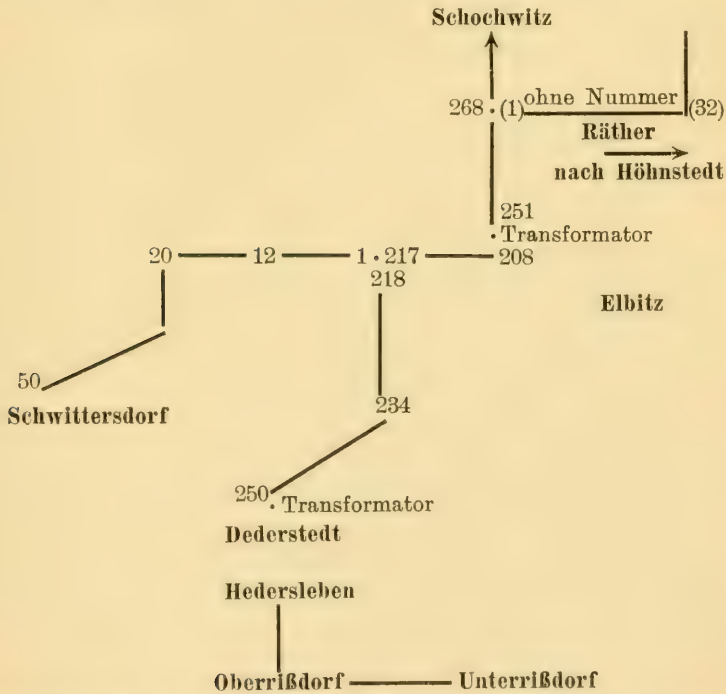 Schochwitz
268 · (1) ohne Nummer (32)
Räther
nach Höhnstedt
251
· Transformator
20 12 1 · 217 208
218
Elbitz
50
Schwittersdorf
234
250
· Transformator
Dederstedt
Hedersleben
Oberrißdorf Unterrißdorf